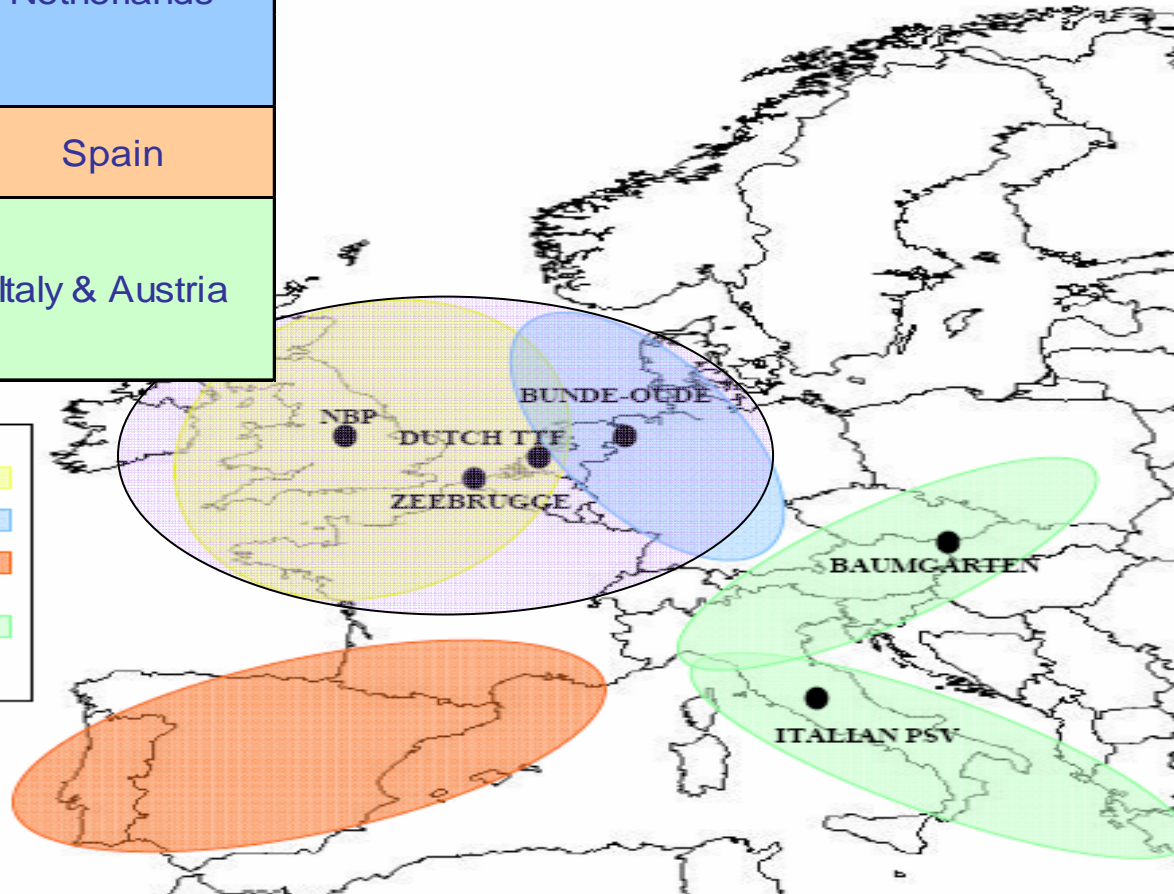 Netherlands
Spain
Italy & Austria
BUNDE-OUDE
NBP
DUTCH TTF
ZEEBRUGGE
BAUMGARTEN
ITALIAN PSV